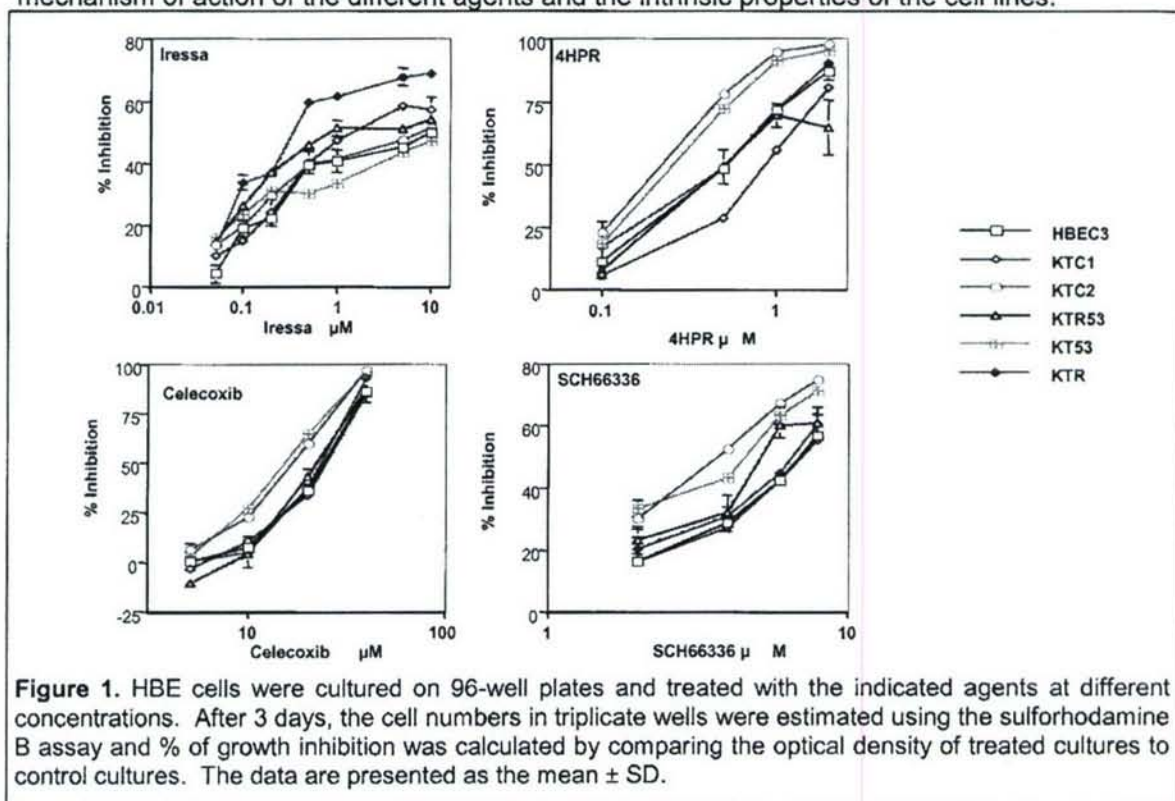 mechanism of action of the different agents and the intrinsic properties of the cell lines.
Iressa
% Inhibition
80
60
40
20
0
0.01
0.1
1
10
Iressa µM
4HPR
% Inhibition
100
75
50
25
0
0.1
1
4HPR µ M
HBEC3
KTC1
KTC2
KTR53
KT53
KTR
Celecoxib
% Inhibition
100
75
50
25
0
-25
10
100
Celecoxib µM
SCH66336
% Inhibition
80
60
40
20
0
1
10
SCH66336 µ M
Figure 1. HBE cells were cultured on 96-well plates and treated with the indicated agents at different
concentrations. After 3 days, the cell numbers in triplicate wells were estimated using the sulforhodamine
B assay and % of growth inhibition was calculated by comparing the optical density of treated cultures to
control cultures. The data are presented as the mean ± SD.